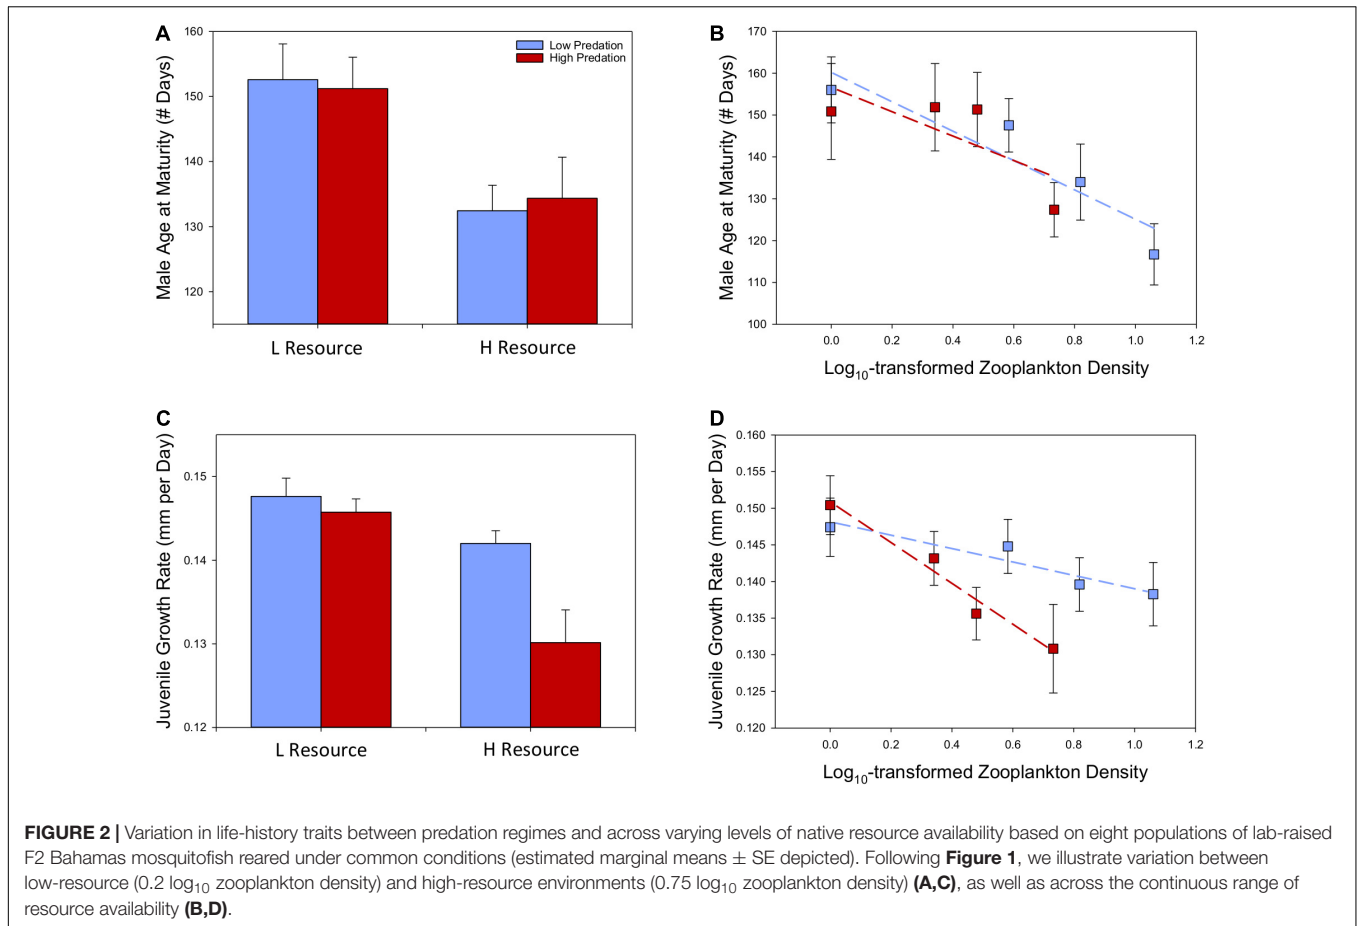 A
Male Age at Maturity (# Days)
160
150
140
130
120
Low Predation
High Predation
L Resource
H Resource
B
Male Age at Maturity (# Days)
170
160
150
140
130
120
110
100
0.0 0.2 0.4 0.6 0.8 1.0 1.2
Log10-transformed Zooplankton Density
C
Juvenile Growth Rate (mm per Day)
0.15
0.14
0.13
0.12
L Resource
H Resource
D
Juvenile Growth Rate (mm per Day)
0.160
0.155
0.150
0.145
0.140
0.135
0.130
0.125
0.120
0.0 0.2 0.4 0.6 0.8 1.0 1.2
Log10-transformed Zooplankton Density
FIGURE 2 | Variation in life-history traits between predation regimes and across varying levels of native resource availability based on eight populations of lab-raised
F2 Bahamas mosquitofish reared under common conditions (estimated marginal means ± SE depicted). Following Figure 1, we illustrate variation between
low-resource (0.2 log10 zooplankton density) and high-resource environments (0.75 log10 zooplankton density) (A,C), as well as across the continuous range of
resource availability (B,D).